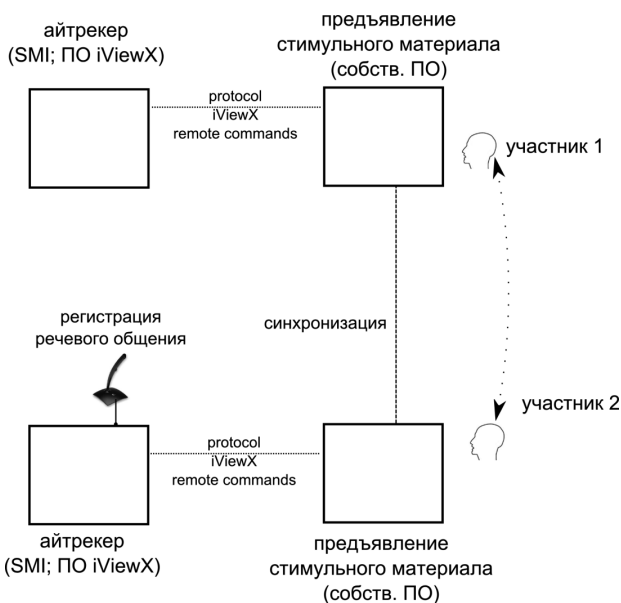 айтрекер
(SMI; ПО iViewX)
предъявление
стимульного материала
(собств. ПО)
protocol
iViewX
remote commands
участник 1
регистрация
речевого общения
синхронизация
участник 2
protocol
iViewX
remote commands
айтрекер
(SMI; ПО iViewX)
предъявление
стимульного материала
(собств. ПО)